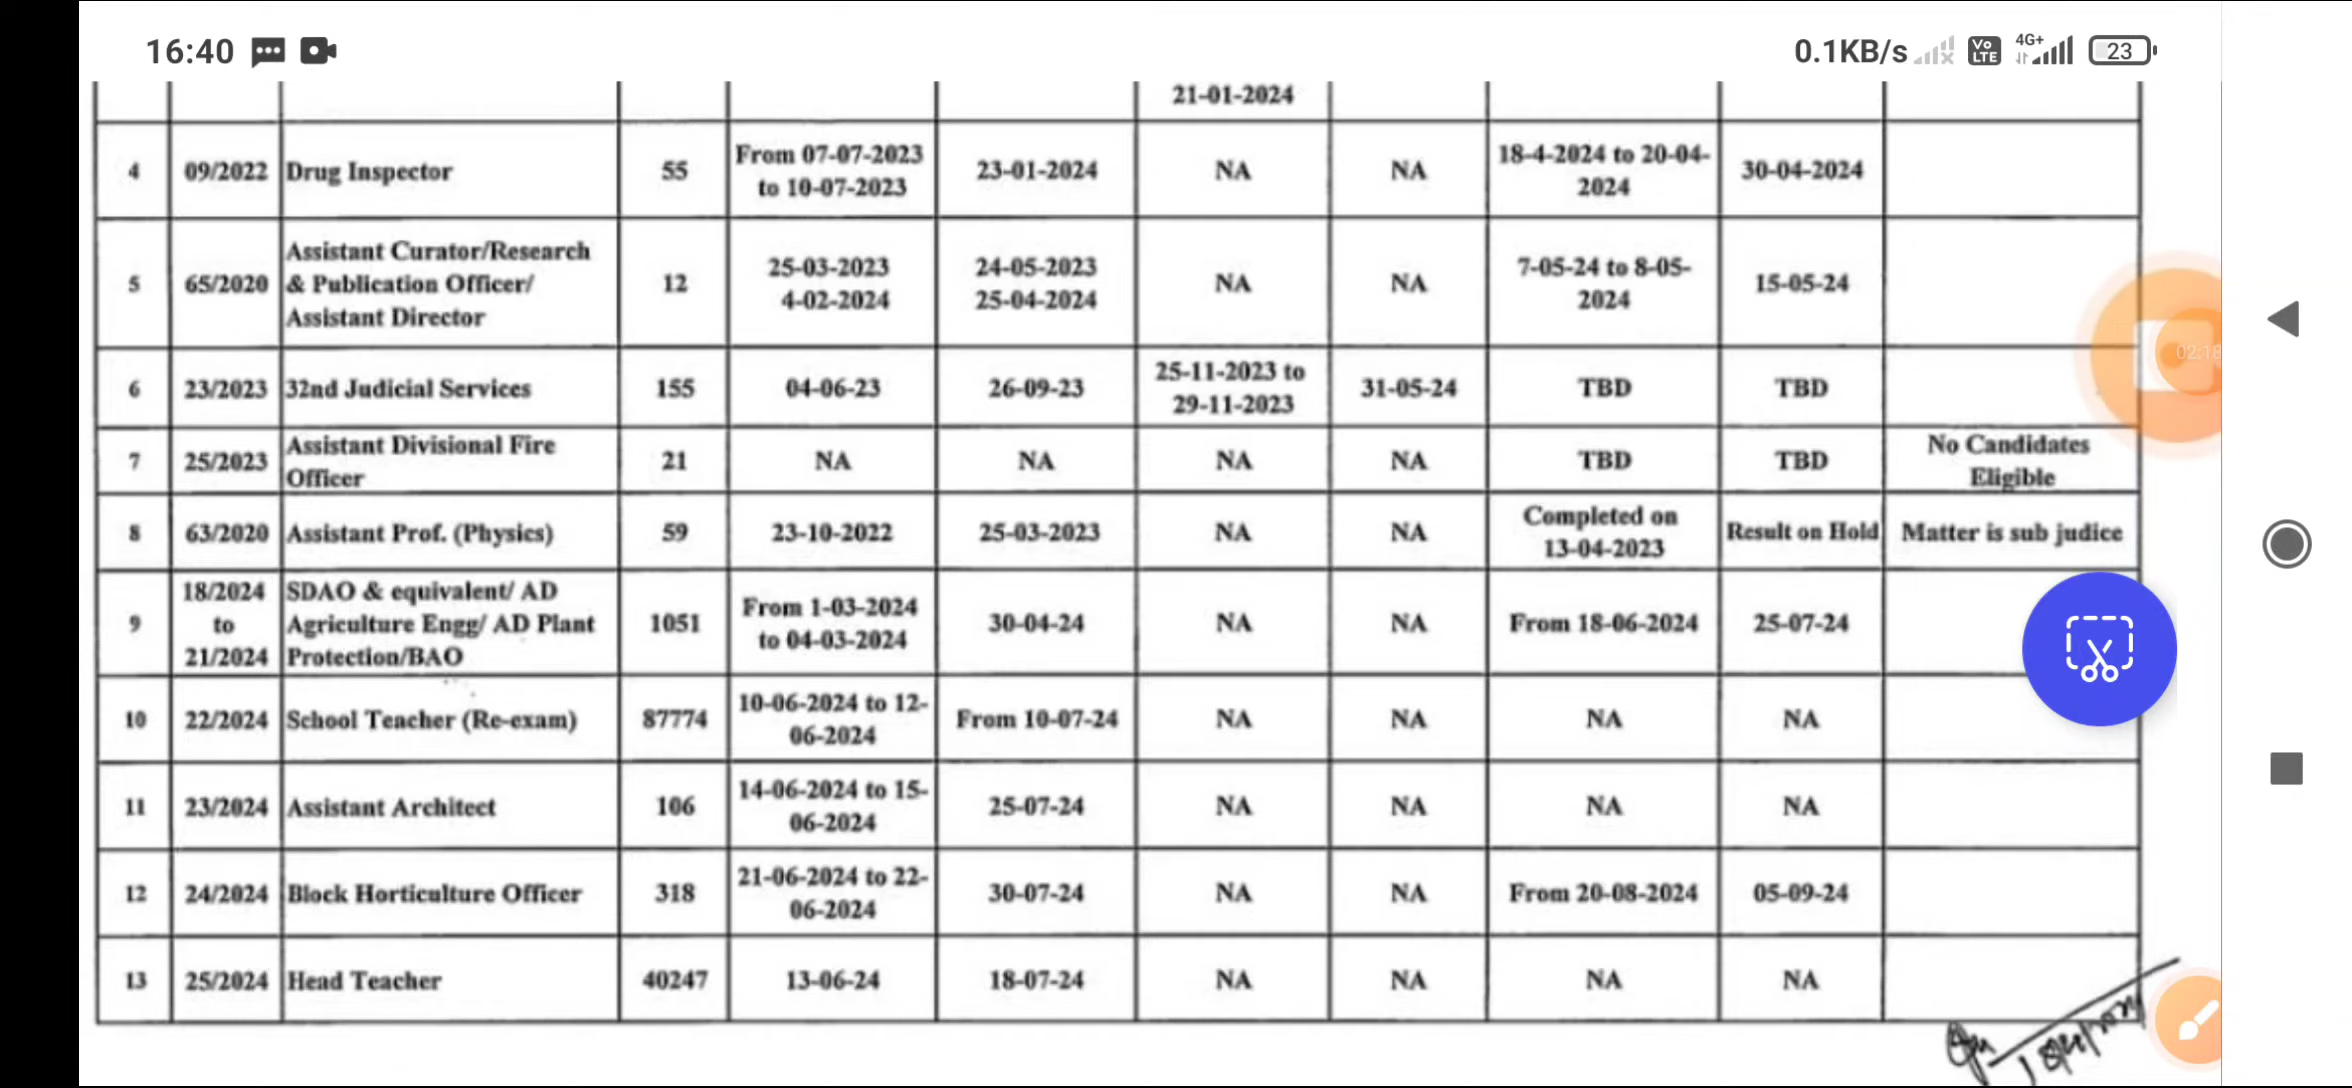 16:40
0.1KB/s
Vo
LTE
4G+
23
21-01-2024
4 09/2022 Drug Inspector 55 From 07-07-2023 to 10-07-2023 23-01-2024 NA NA 18-4-2024 to 20-04-2024 30-04-2024
5 65/2020 Assistant Curator/Research & Publication Officer/ Assistant Director 12 25-03-2023 4-02-2024 24-05-2023 25-04-2024 NA NA 7-05-24 to 8-05-2024 15-05-24
02:18
6 23/2023 32nd Judicial Services 155 04-06-23 26-09-23 25-11-2023 to 29-11-2023 31-05-24 TBD TBD
7 25/2023 Assistant Divisional Fire Officer 21 NA NA NA NA TBD TBD No Candidates Eligible
8 63/2020 Assistant Prof. (Physics) 59 23-10-2022 25-03-2023 NA NA Completed on 13-04-2023 Result on Hold Matter is sub judice
9 18/2024 to 21/2024 SDAO & equivalent/ AD Agriculture Engg/ AD Plant Protection/BAO 1051 From 1-03-2024 to 04-03-2024 30-04-24 NA NA From 18-06-2024 25-07-24
10 22/2024 School Teacher (Re-exam) 87774 10-06-2024 to 12-06-2024 From 10-07-24 NA NA NA NA
11 23/2024 Assistant Architect 106 14-06-2024 to 15-06-2024 25-07-24 NA NA NA NA
12 24/2024 Block Horticulture Officer 318 21-06-2024 to 22-06-2024 30-07-24 NA NA From 20-08-2024 05-09-24
13 25/2024 Head Teacher 40247 13-06-24 18-07-24 NA NA NA NA